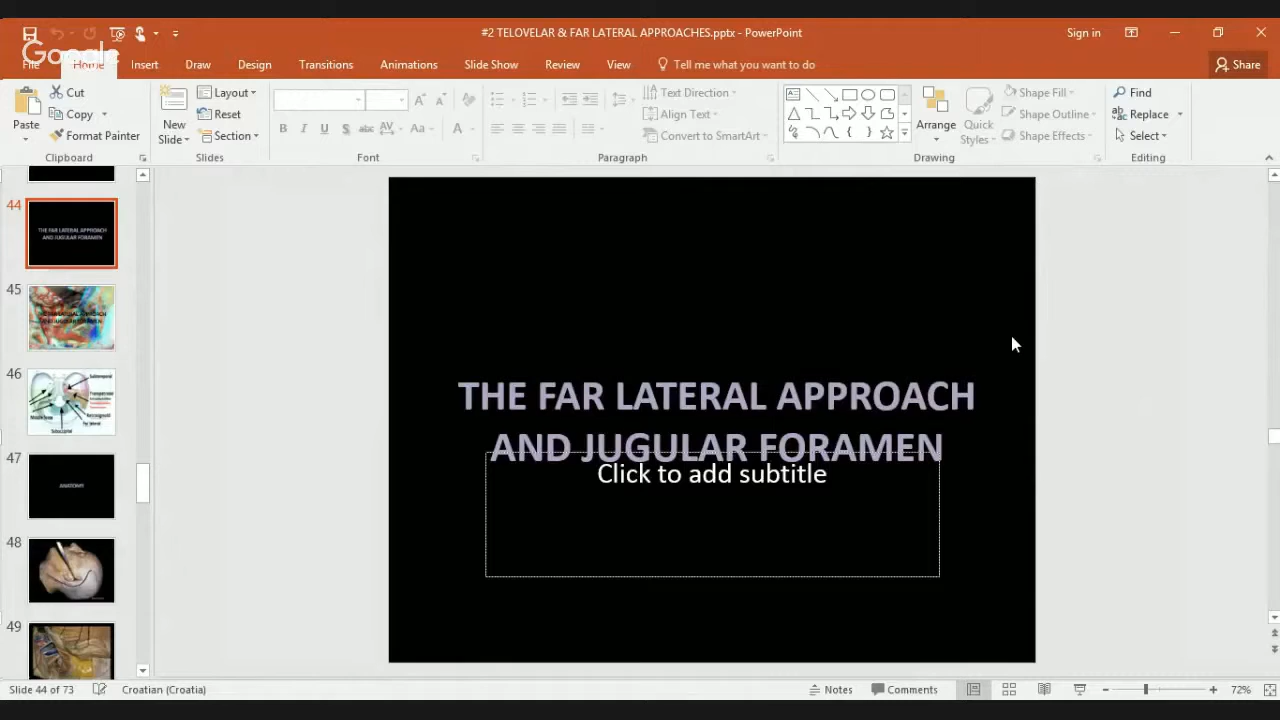 #2 TELOVELAR & FAR LATERAL APPROACHES.pptx - PowerPoint
Sign in
Google
File Home Insert Draw Design Transitions Animations Slide Show Review View Tell me what you want to do Share
Paste
Cut
Copy
Format Painter
Clipboard
New Slide
Layout
Reset
Section
Slides
B I U S abc AV Aa A
Font
Text Direction
Align Text
Convert to SmartArt
Paragraph
Arrange
Quick Styles
Shape Fill
Shape Outline
Shape Effects
Drawing
Find
Replace
Select
Editing
44
THE FAR LATERAL APPROACH
AND JUGULAR FORAMEN
45
46
47
ANATOMY
48
49
THE FAR LATERAL APPROACH
AND JUGULAR FORAMEN
Click to add subtitle
Slide 44 of 73
Croatian (Croatia)
Notes
Comments
72%